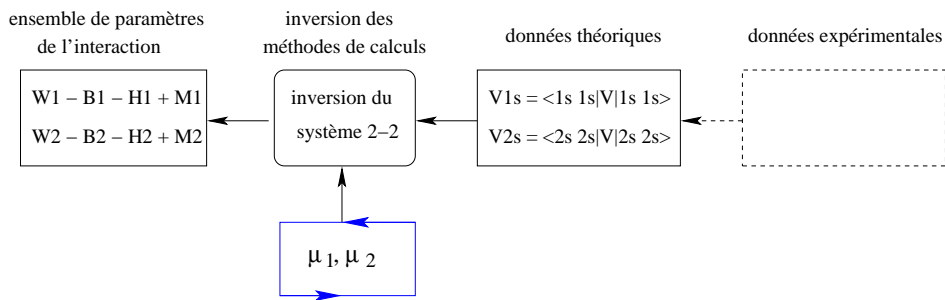 ensemble de paramètres
de l'interaction
inversion des
méthodes de calculs
données théoriques
données expérimentales
W1 – B1 – H1 + M1
W2 – B2 – H2 + M2
inversion du
système 2–2
V1s = <1s 1s|V|1s 1s>
V2s = <2s 2s|V|2s 2s>
μ 1, μ 2